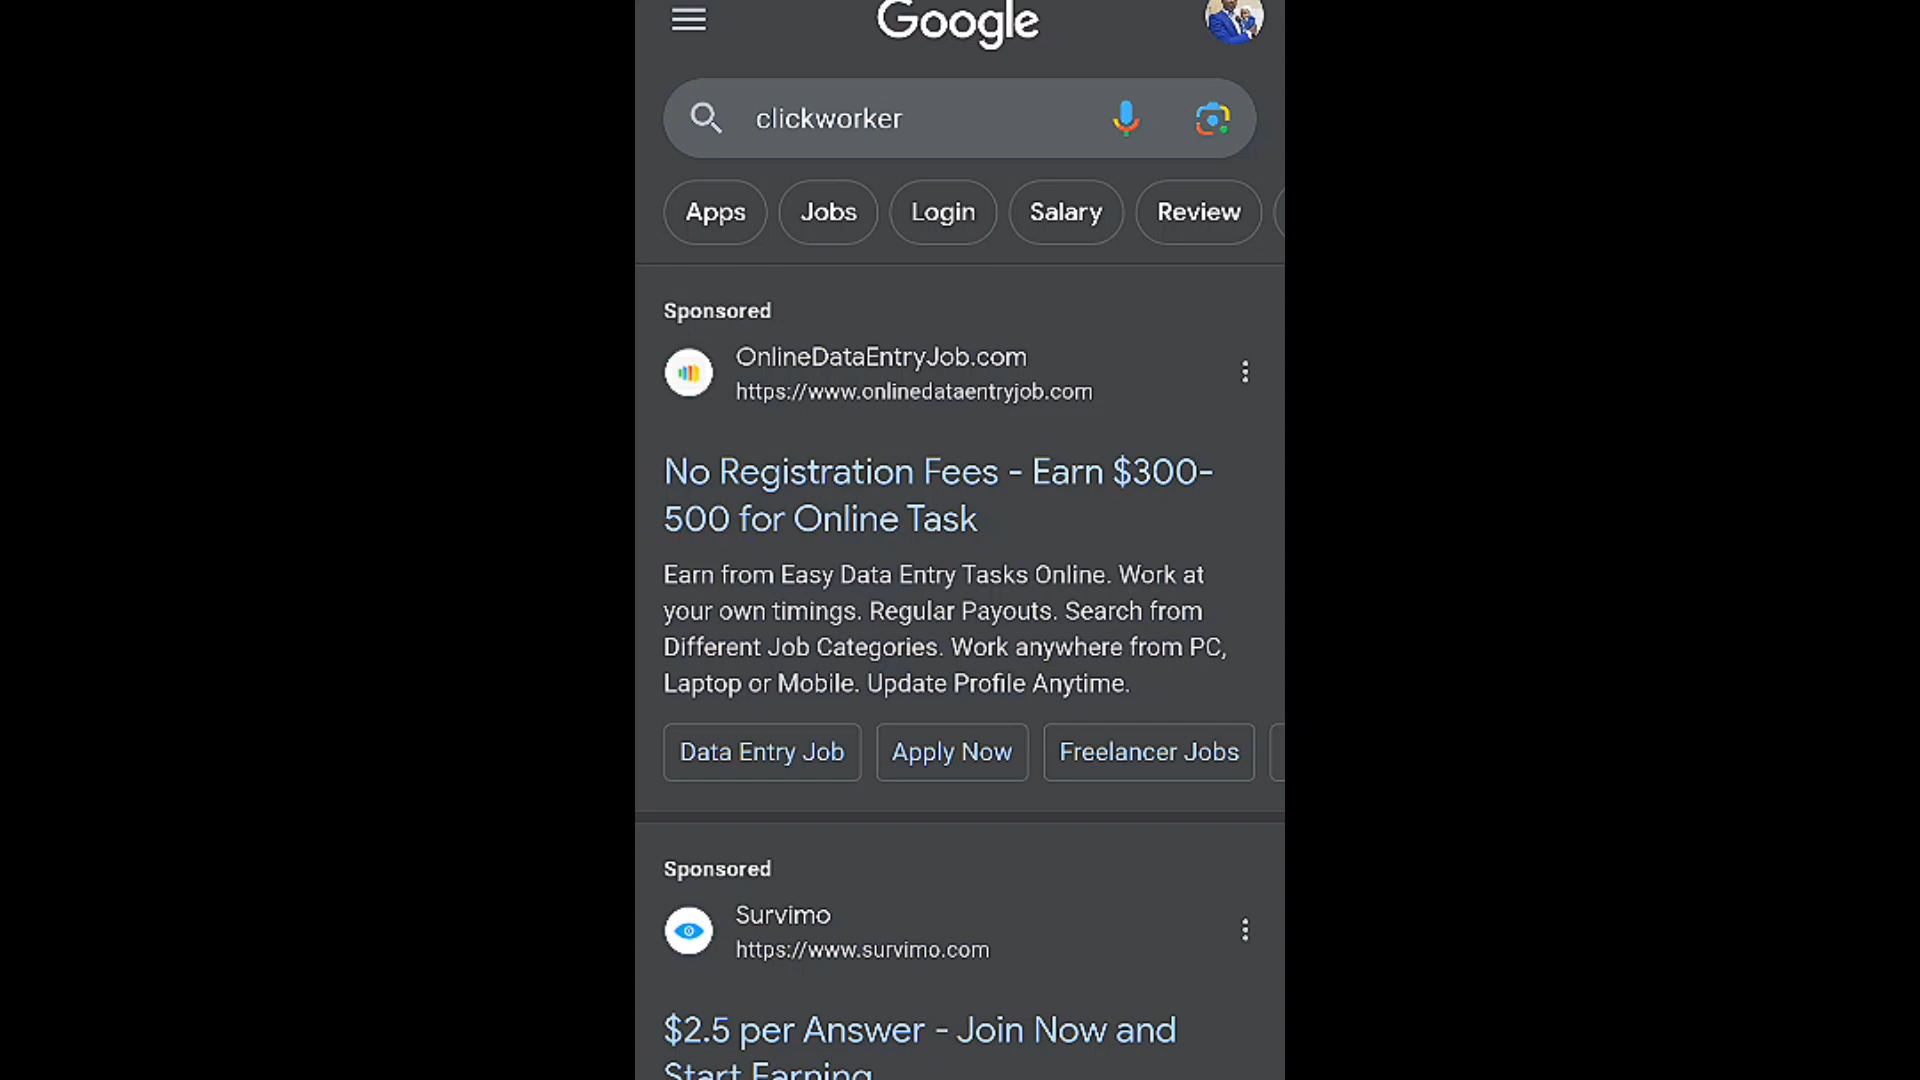 Google
clickworker
Apps Jobs Login Salary Review
Sponsored
OnlineDataEntryJob.com
https://www.onlinedataentryjob.com
No Registration Fees - Earn $300-
500 for Online Task
Earn from Easy Data Entry Tasks Online. Work at
your own timings. Regular Payouts. Search from
Different Job Categories. Work anywhere from PC,
Laptop or Mobile. Update Profile Anytime.
Data Entry Job Apply Now Freelancer Jobs
Sponsored
Survimo
https://www.survimo.com
$2.5 per Answer - Join Now and
Start Earning